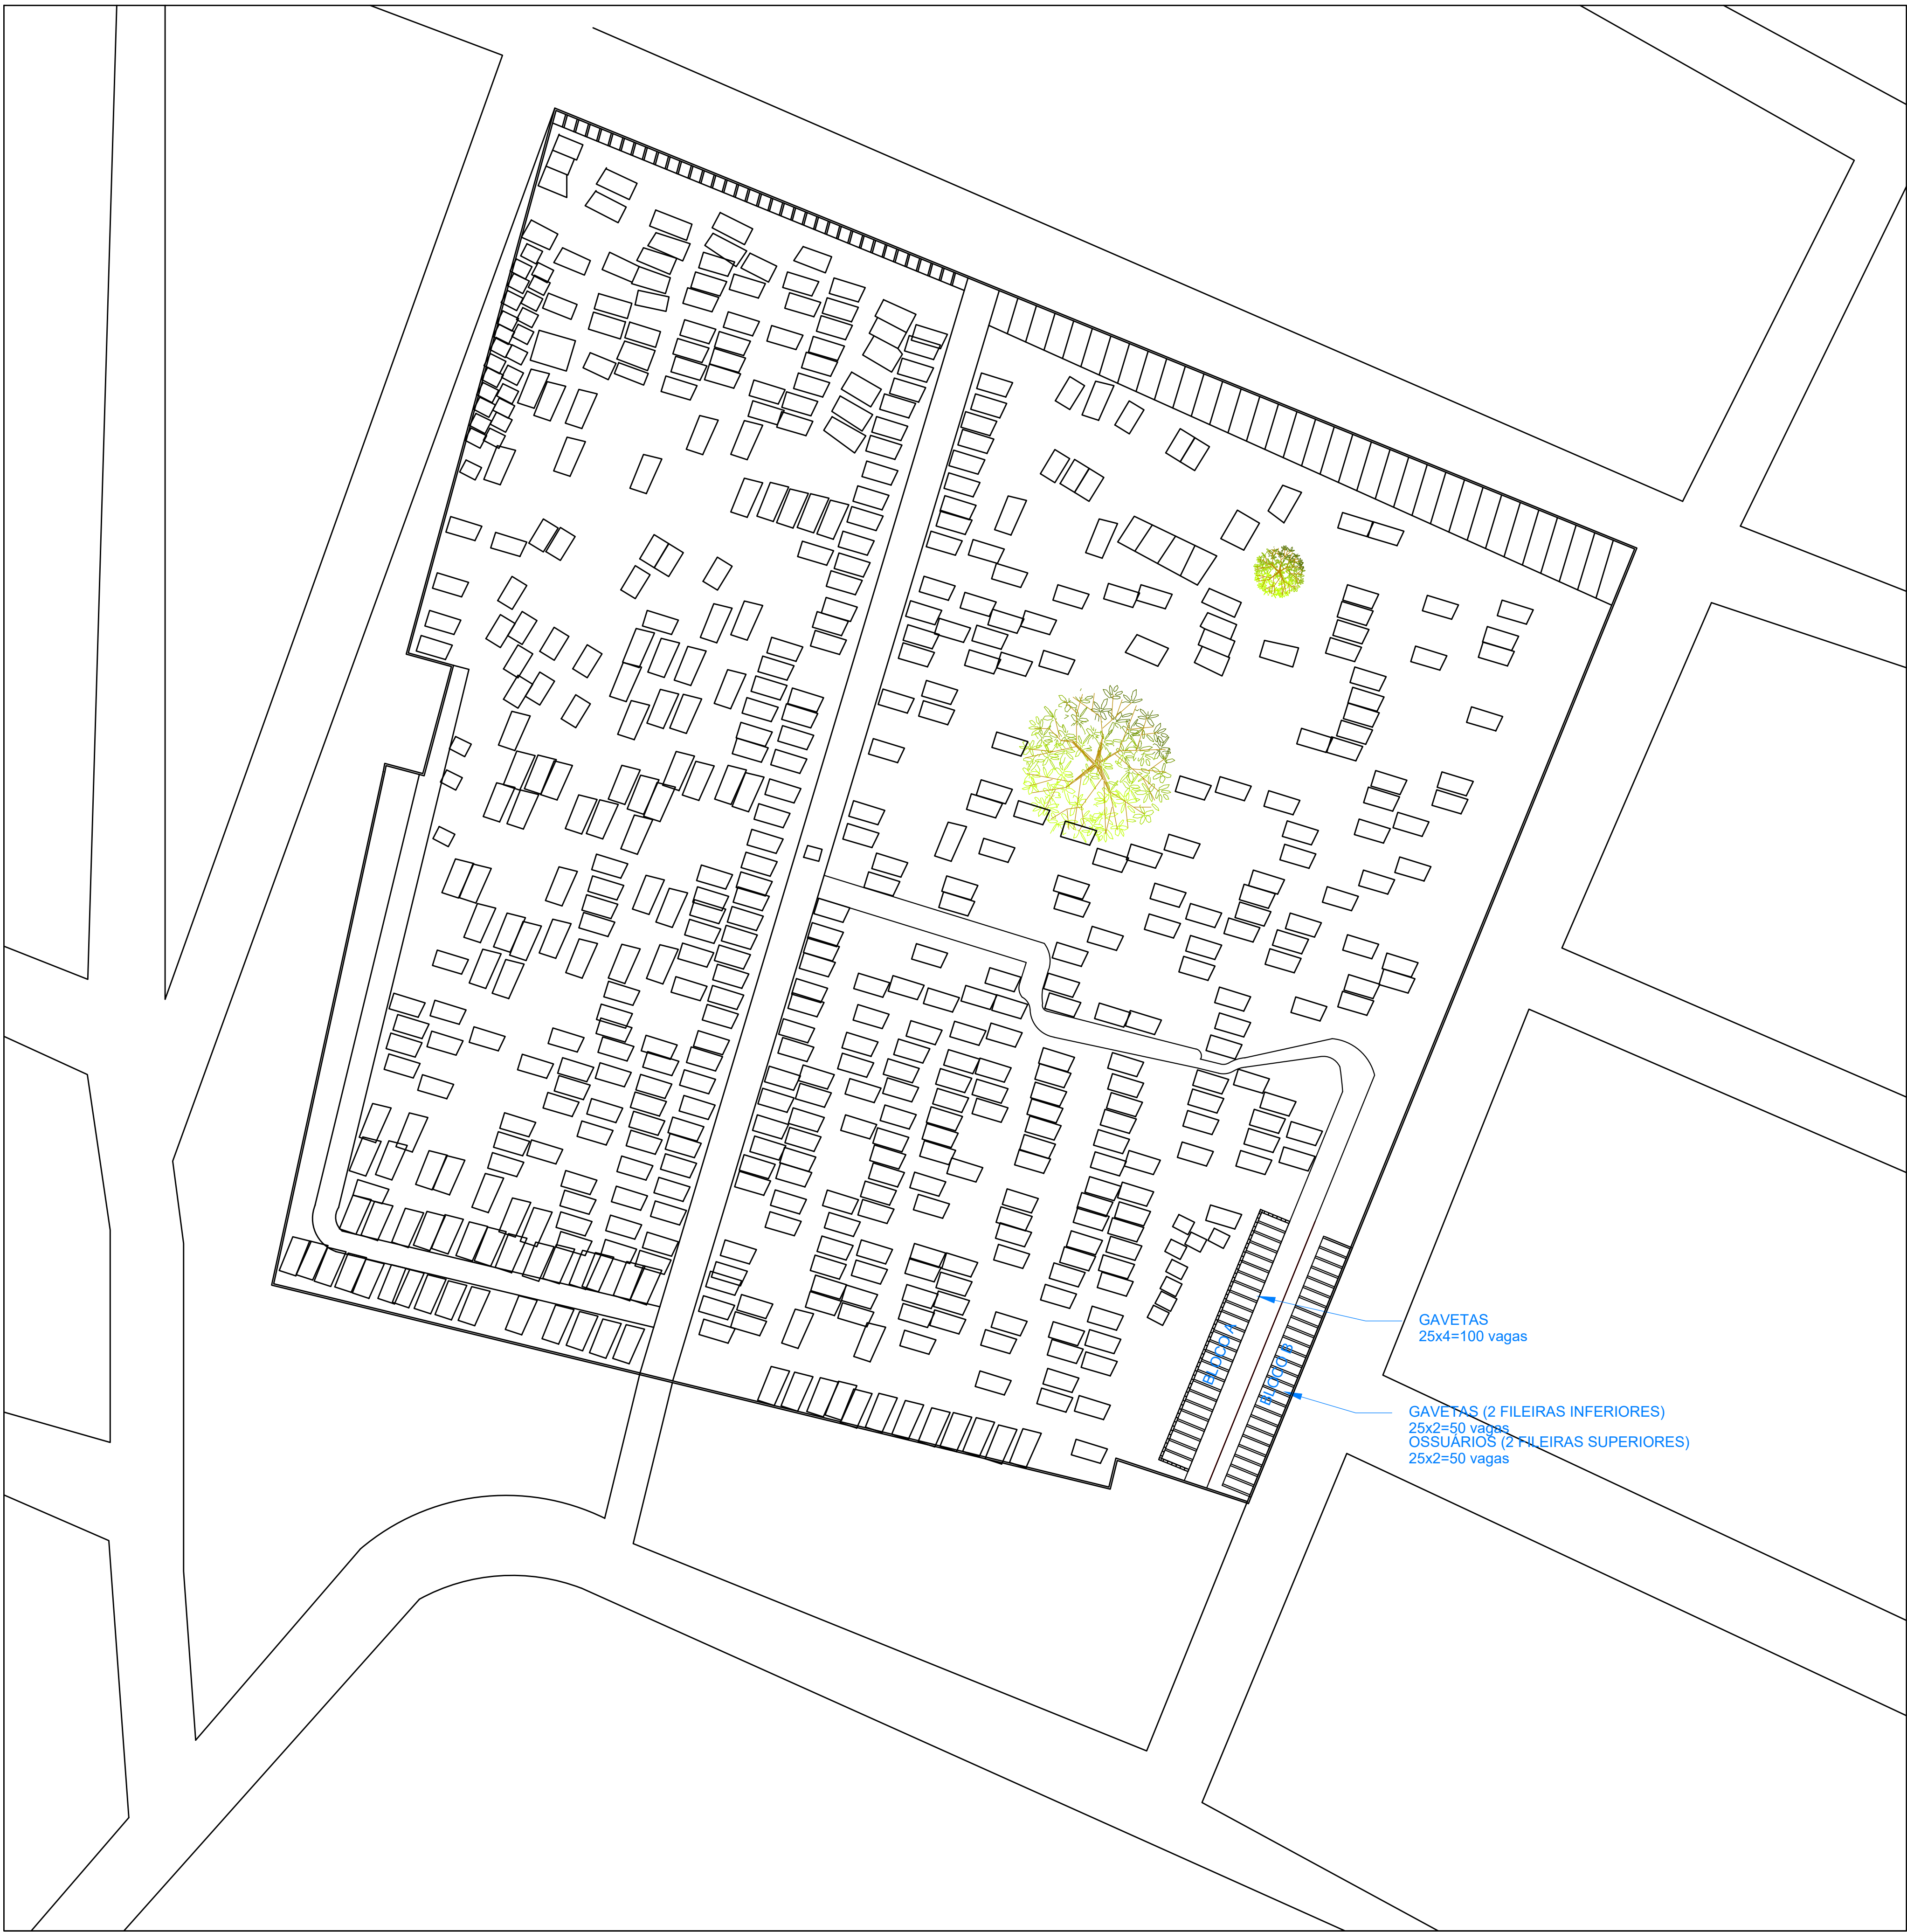 GAVETAS
25x4=100 vagas
BLOCO A
BLOCO B
GAVETAS (2 FILEIRAS INFERIORES)
25x2=50 vagas
OSSUÁRIOS (2 FILEIRAS SUPERIORES)
25x2=50 vagas